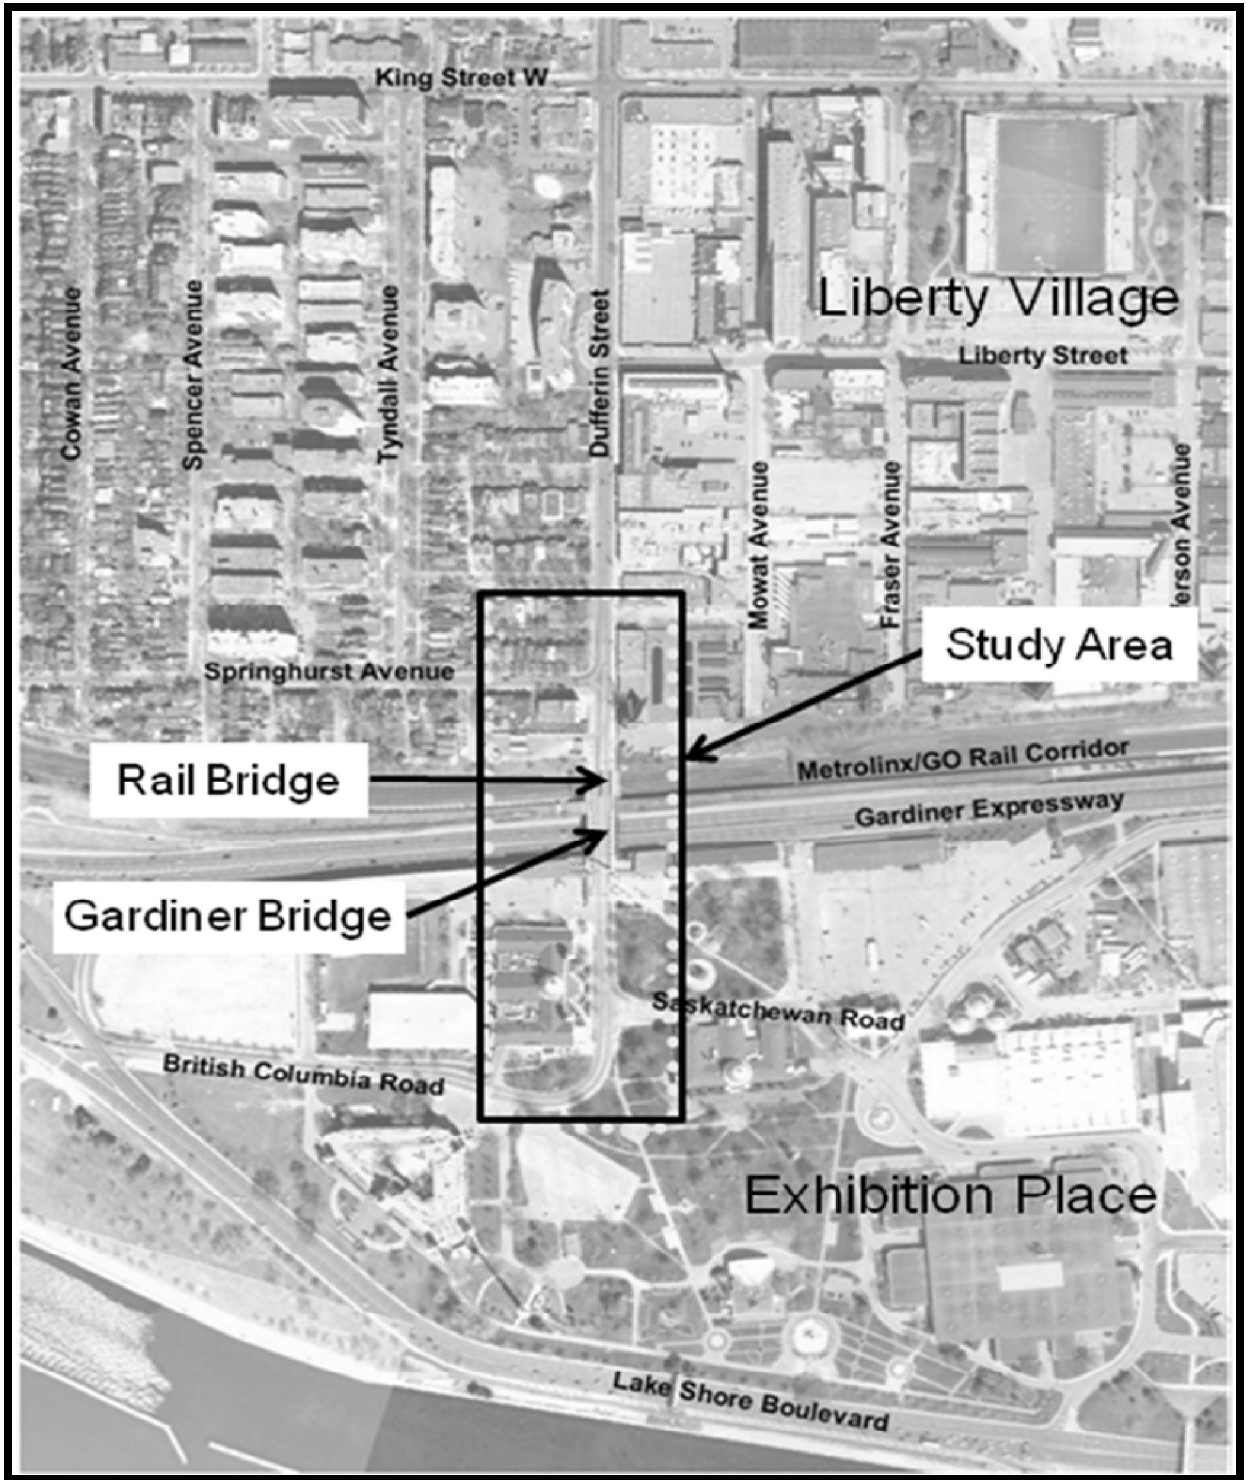 King Street W
Liberty Village
Liberty Street
Cowan Avenue
Spencer Avenue
Tyndall Avenue
Dufferin Street
Mowat Avenue
Fraser Avenue
erson Avenue
Study Area
Springhurst Avenue
Rail Bridge
Metrolinx/GO Rail Corridor
Gardiner Expressway
Gardiner Bridge
Saskatchewan Road
British Columbia Road
Exhibition Place
Lake Shore Boulevard